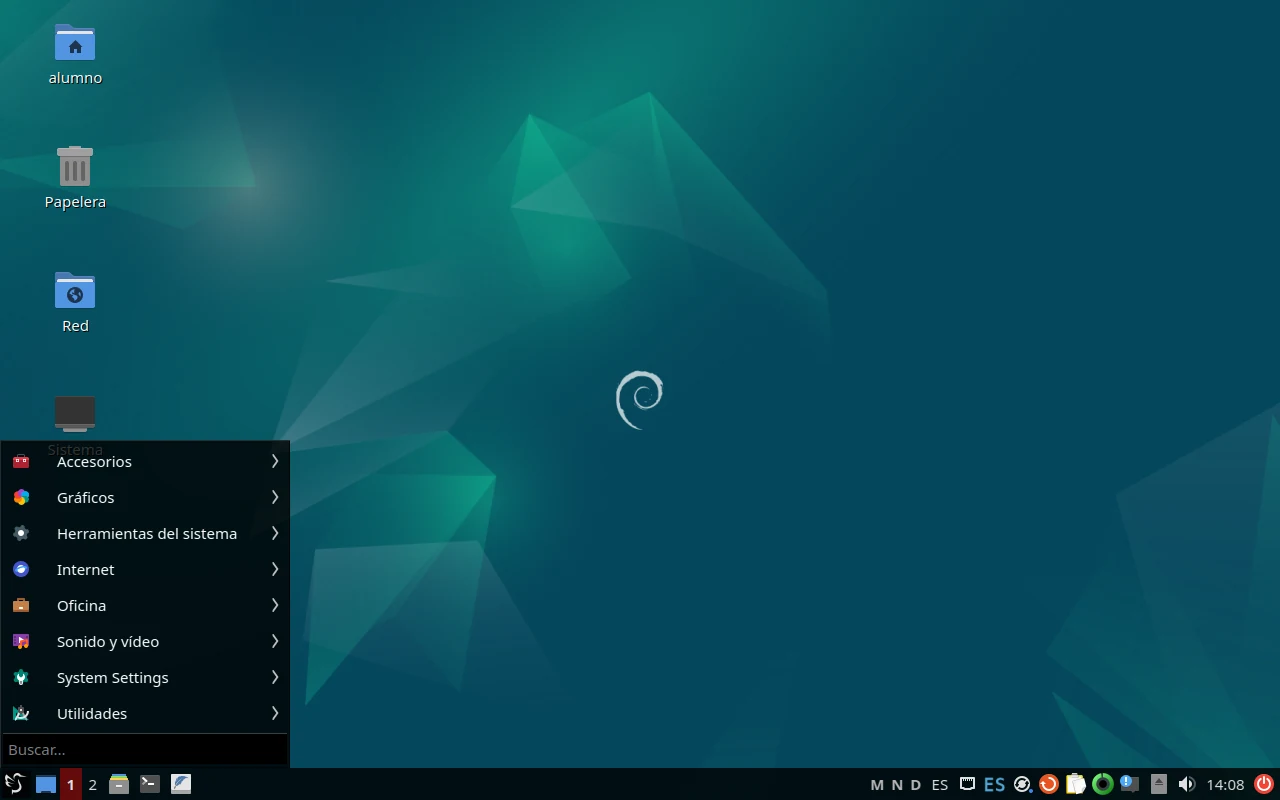 alumno
Papelera
Red
Sistema
Accesorios
Gráficos
Herramientas del sistema
Internet
Oficina
Sonido y vídeo
System Settings
Utilidades
Buscar...
1 2 M N D ES ES 14:08